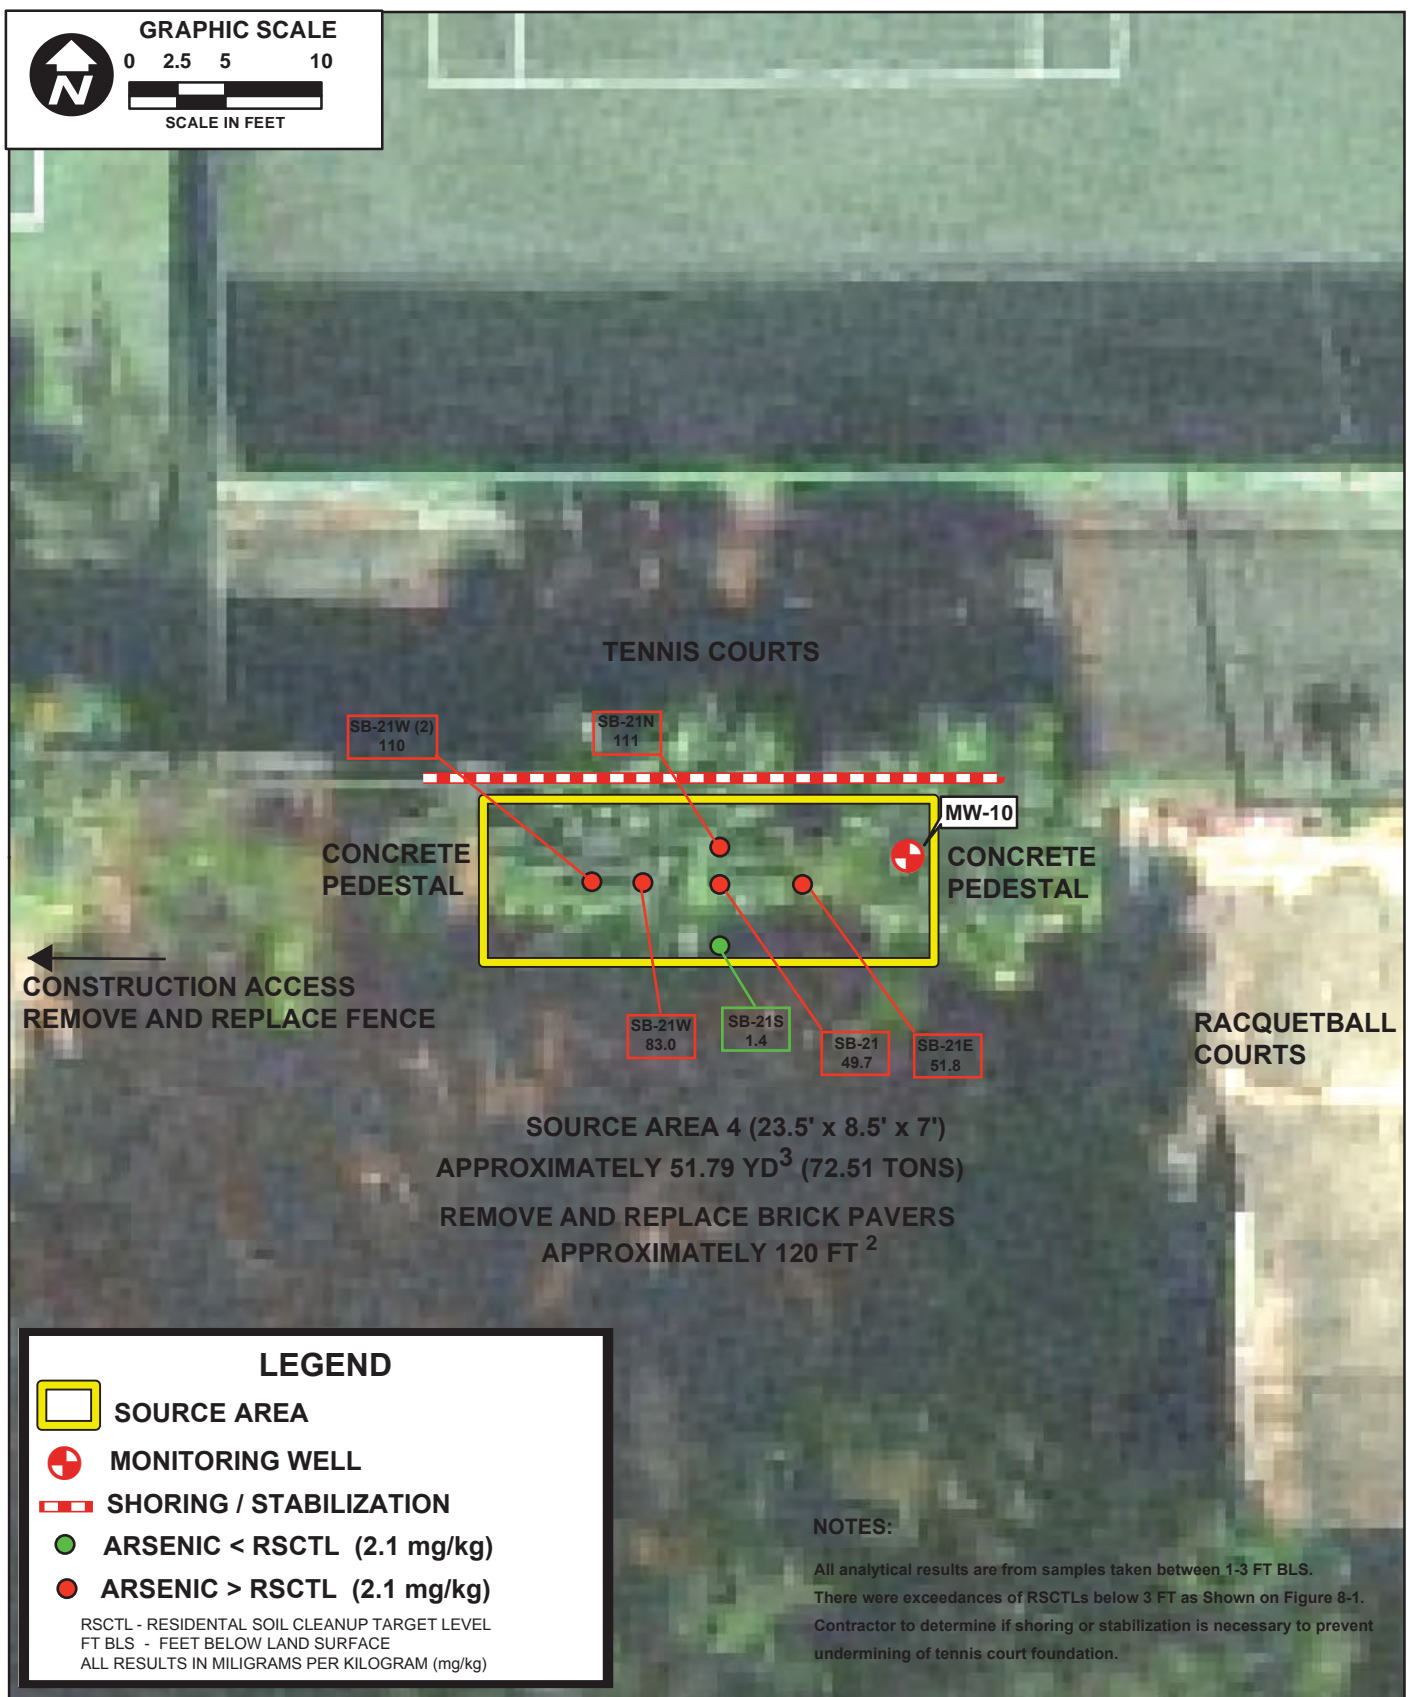 GRAPHIC SCALE
N
0 2.5 5 10
SCALE IN FEET
TENNIS COURTS
SB-21W (2)
110
SB-21N
111
MW-10
CONCRETE
PEDESTAL
CONCRETE
PEDESTAL
CONSTRUCTION ACCESS
REMOVE AND REPLACE FENCE
SB-21W
83.0
SB-21S
1.4
SB-21
49.7
SB-21E
51.8
RACQUETBALL
COURTS
SOURCE AREA 4 (23.5' x 8.5' x 7')
APPROXIMATELY 51.79 YD3 (72.51 TONS)
REMOVE AND REPLACE BRICK PAVERS
APPROXIMATELY 120 FT 2
LEGEND
SOURCE AREA
MONITORING WELL
SHORING / STABILIZATION
ARSENIC < RSCTL (2.1 mg/kg)
ARSENIC > RSCTL (2.1 mg/kg)
RSCTL - RESIDENTAL SOIL CLEANUP TARGET LEVEL
FT BLS - FEET BELOW LAND SURFACE
ALL RESULTS IN MILIGRAMS PER KILOGRAM (mg/kg)
NOTES:
All analytical results are from samples taken between 1-3 FT BLS.
There were exceedances of RSCTLs below 3 FT as Shown on Figure 8-1.
Contractor to determine if shoring or stabilization is necessary to prevent
undermining of tennis court foundation.